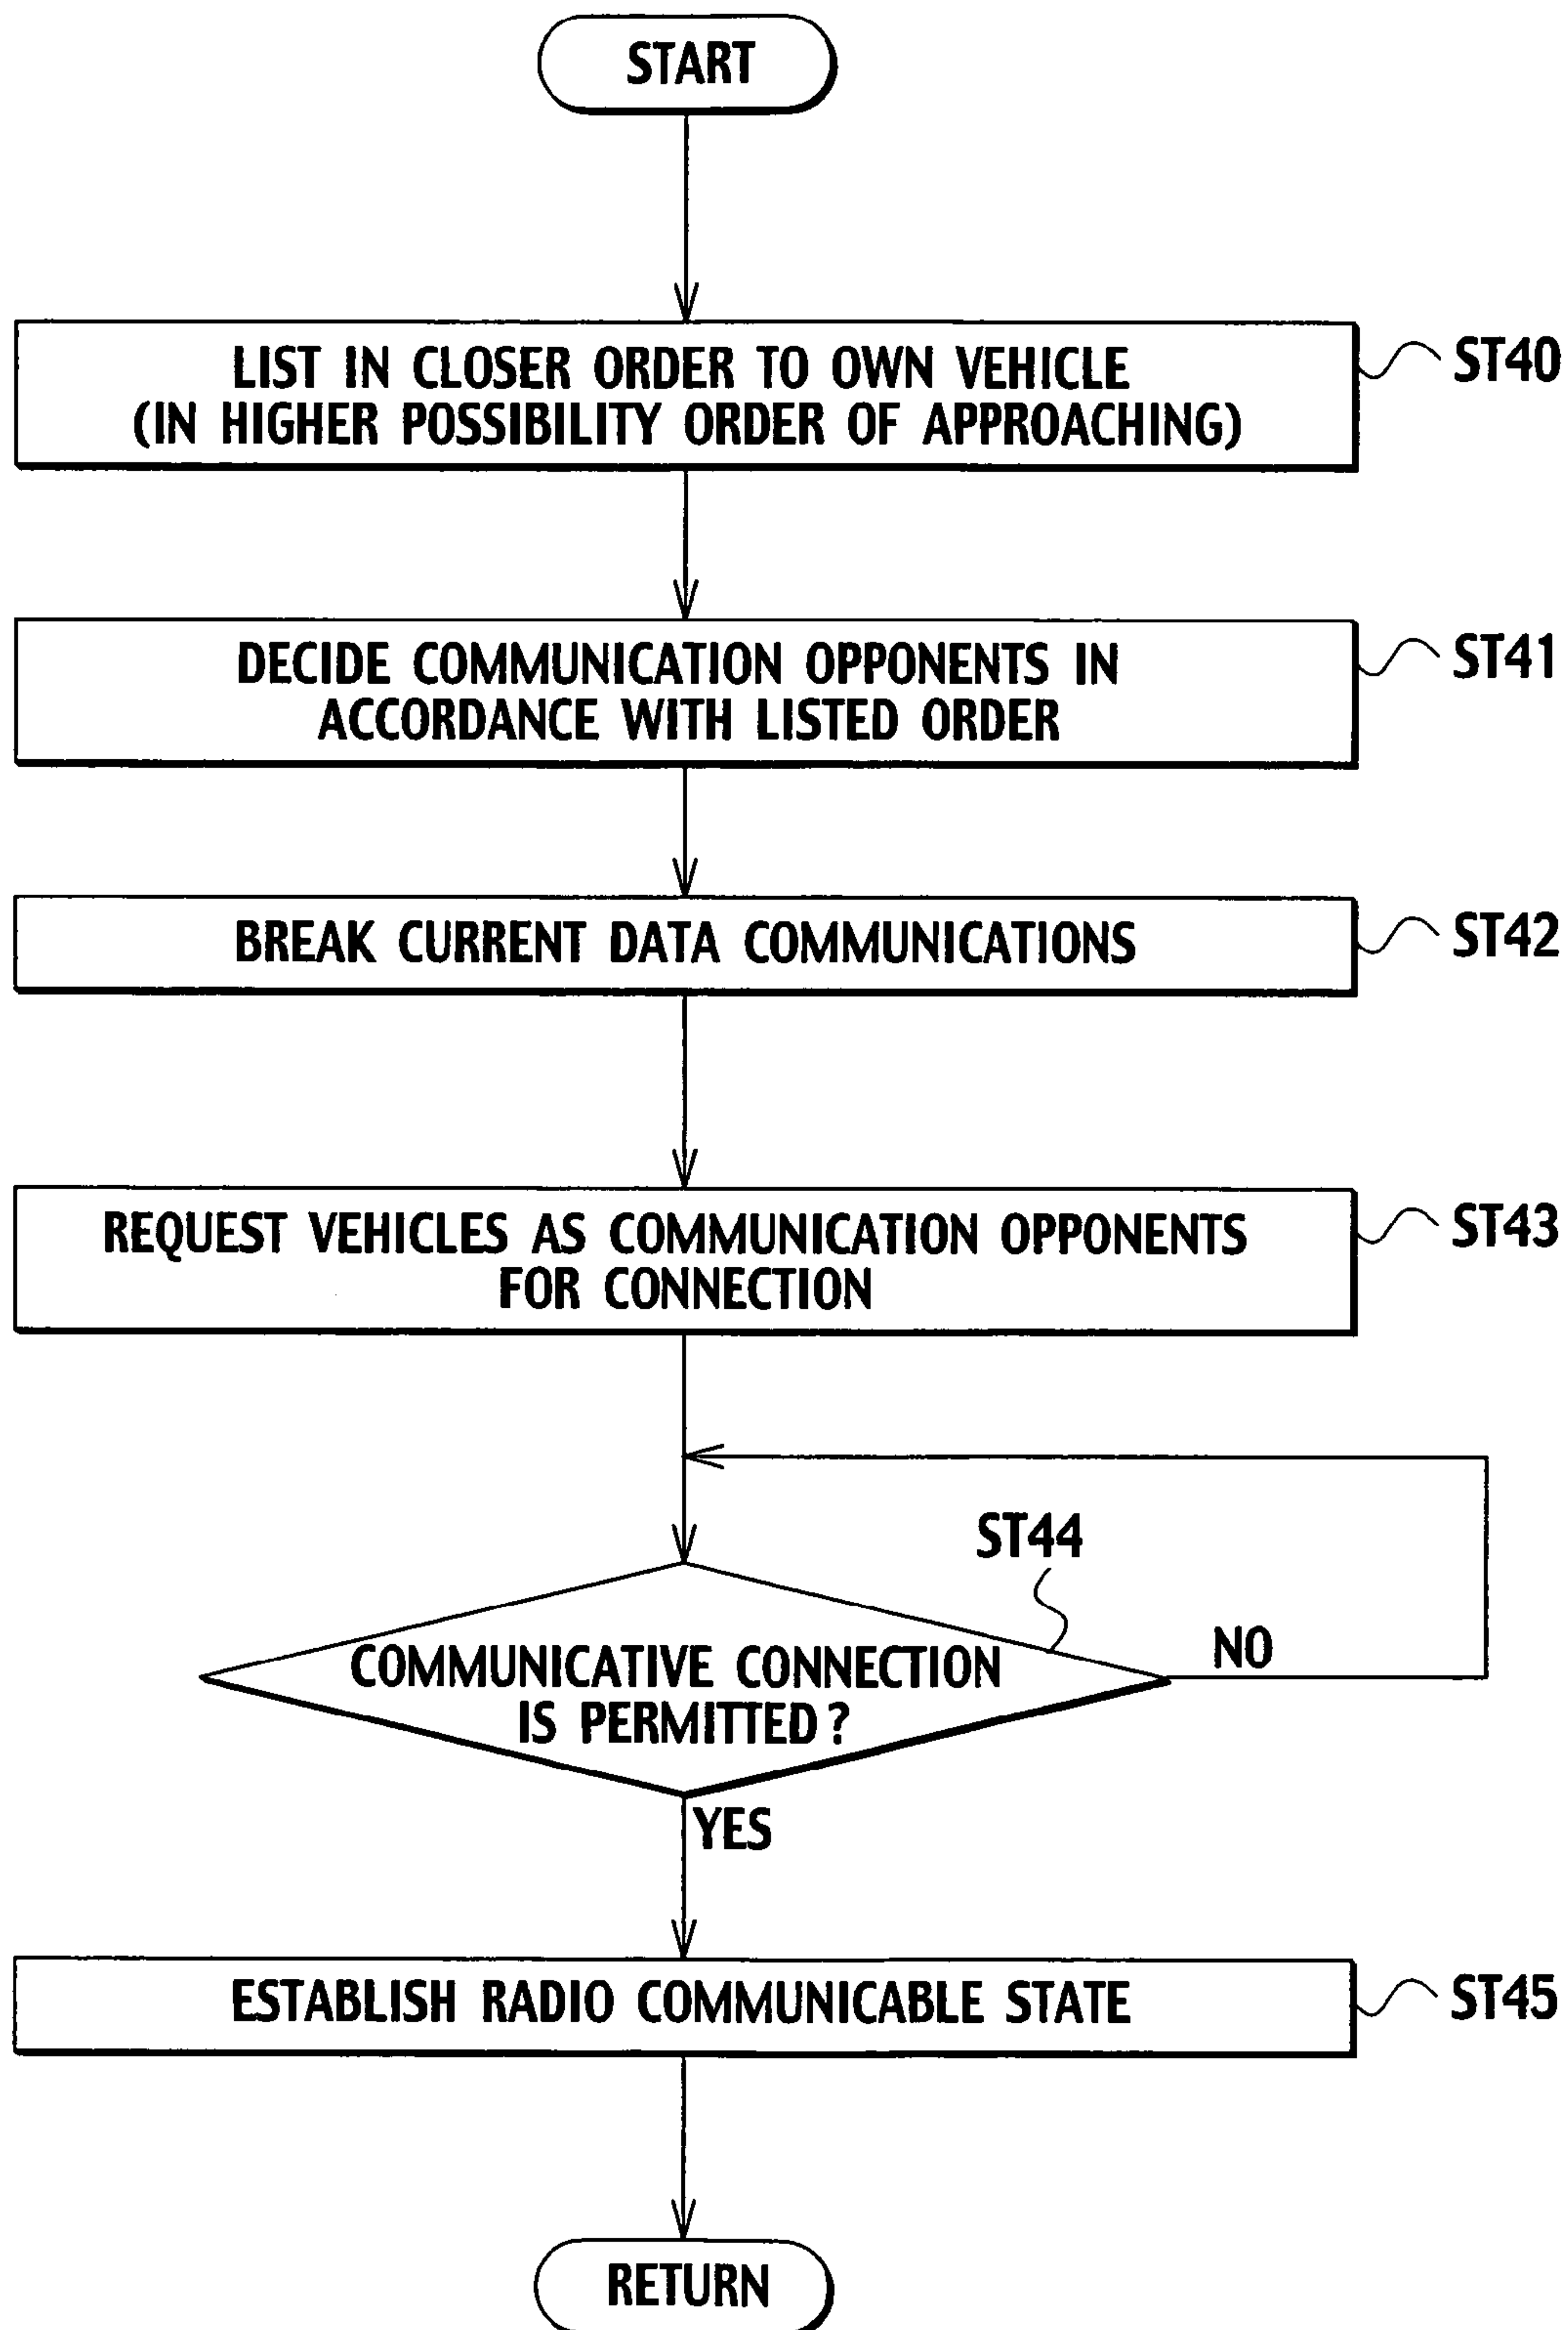 START
LIST IN CLOSER ORDER TO OWN VEHICLE
(IN HIGHER POSSIBILITY ORDER OF APPROACHING)
ST40
DECIDE COMMUNICATION OPPONENTS IN
ACCORDANCE WITH LISTED ORDER
ST41
BREAK CURRENT DATA COMMUNICATIONS
ST42
REQUEST VEHICLES AS COMMUNICATION OPPONENTS
FOR CONNECTION
ST43
ST44
COMMUNICATIVE CONNECTION
IS PERMITTED?
NO
YES
ESTABLISH RADIO COMMUNICABLE STATE
ST45
RETURN